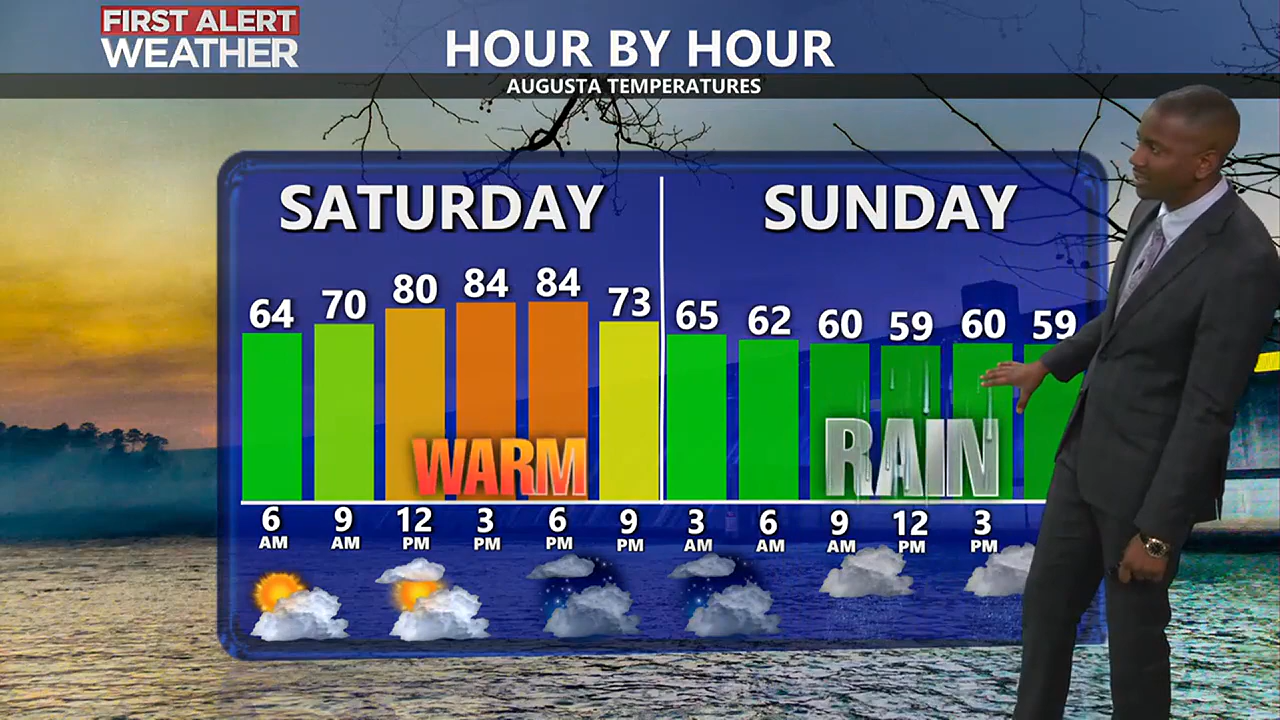 FIRST ALERT
WEATHER
HOUR BY HOUR
AUGUSTA TEMPERATURES
SATURDAY
SUNDAY
64 70 80 84 84 73 65 62 60 59 60 59
WARM
RAIN
6 9 12 3 6 9 3 6 9 12 3
AM AM PM PM PM PM AM AM AM PM PM